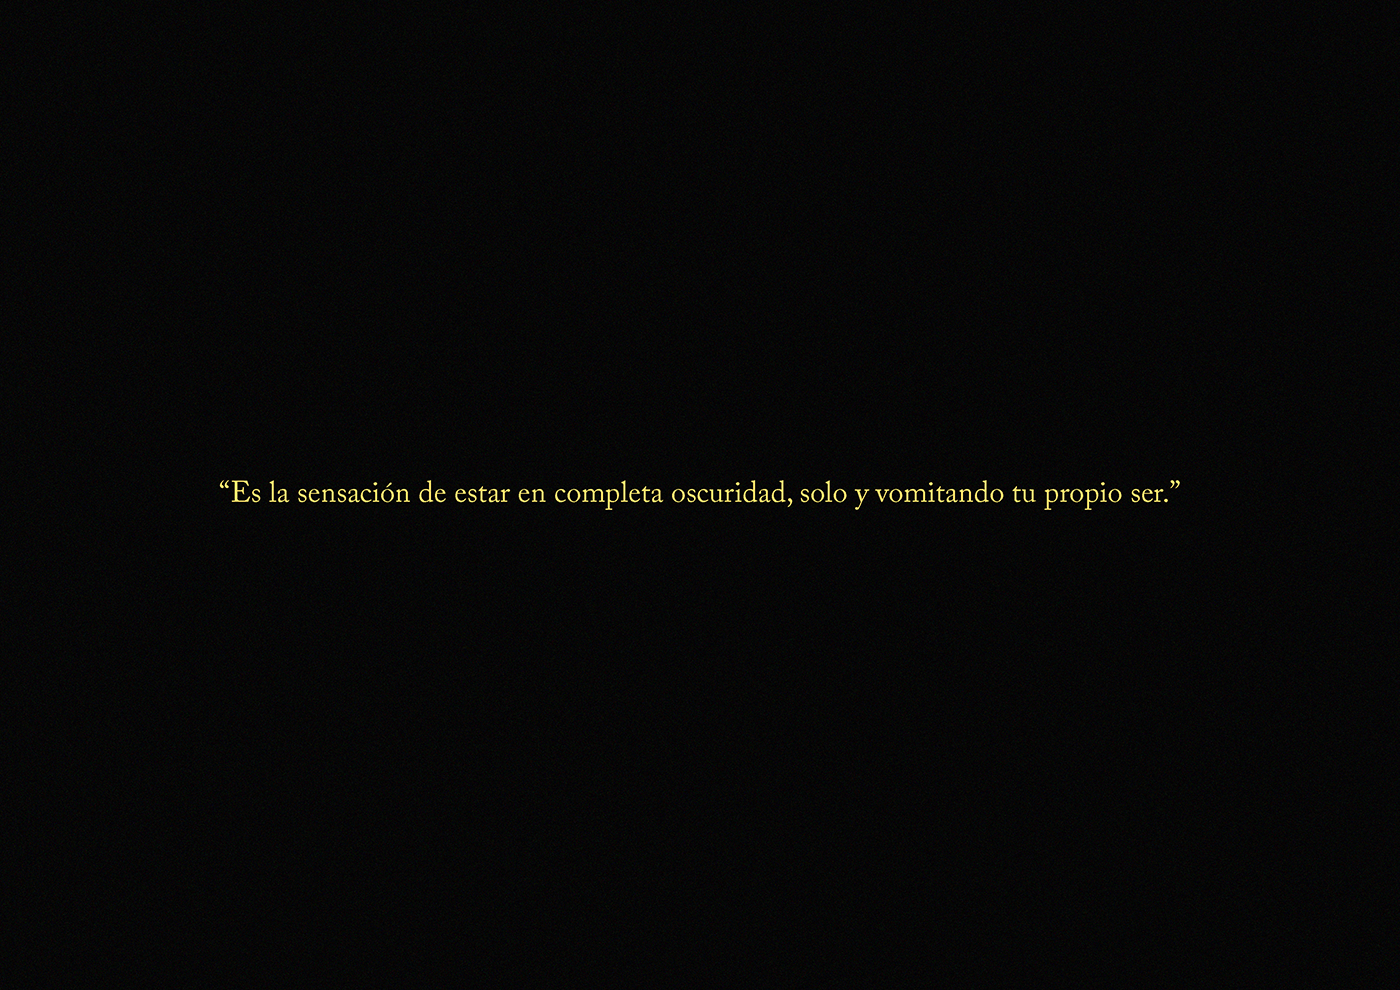 “Es la sensación de estar en completa oscuridad, solo y vomitando tu propio ser.”